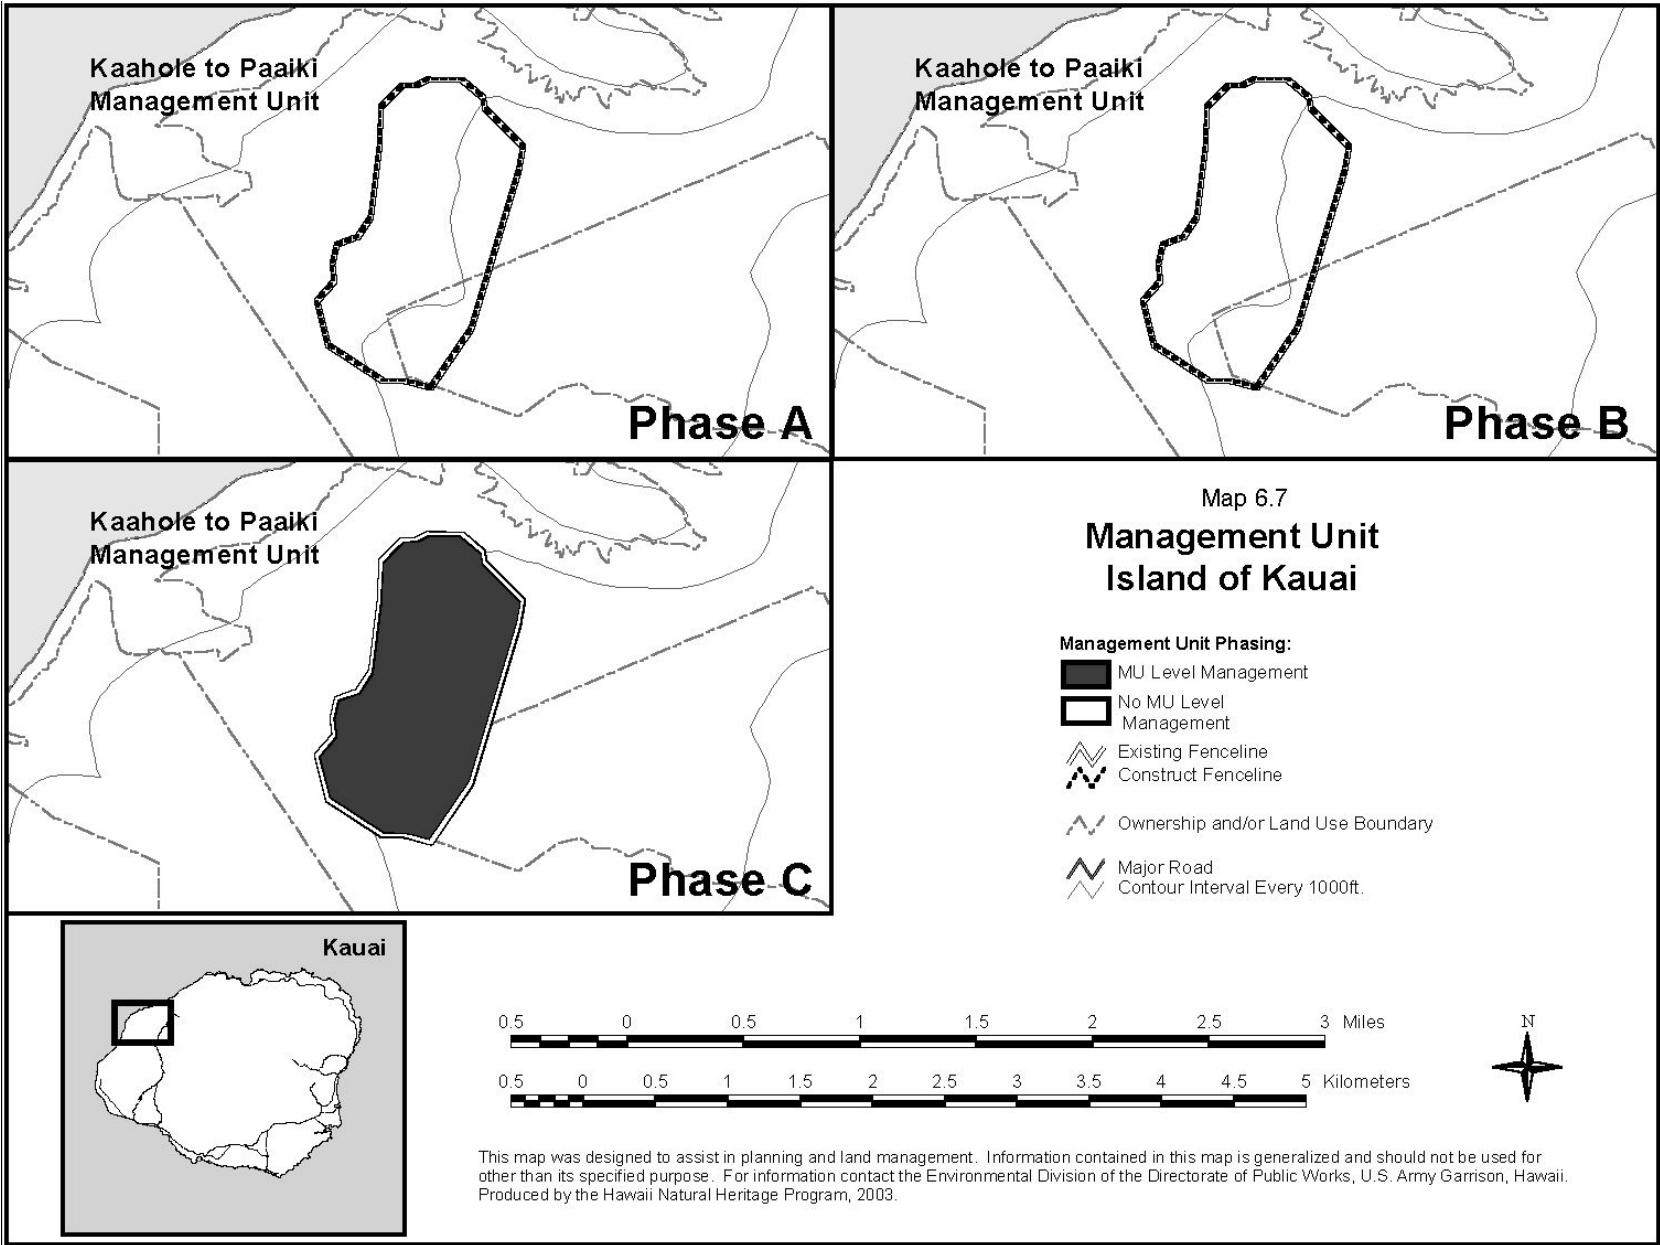 Kaahole to Paaiki
Management Unit
Phase A
Kaahole to Paaiki
Management Unit
Phase B
Kaahole to Paaiki
Management Unit
Phase C
Map 6.7
Management Unit
Island of Kauai
Management Unit Phasing:
MU Level Management
No MU Level
Management
Existing Fenceline
Construct Fenceline
Ownership and/or Land Use Boundary
Major Road
Contour Interval Every 1000ft.
Kauai
0.5 0 0.5 1 1.5 2 2.5 3 Miles
0.5 0 0.5 1 1.5 2 2.5 3 3.5 4 4.5 5 Kilometers
N
This map was designed to assist in planning and land management. Information contained in this map is generalized and should not be used for
other than its specified purpose. For information contact the Environmental Division of the Directorate of Public Works, U.S. Army Garrison, Hawaii.
Produced by the Hawaii Natural Heritage Program, 2003.